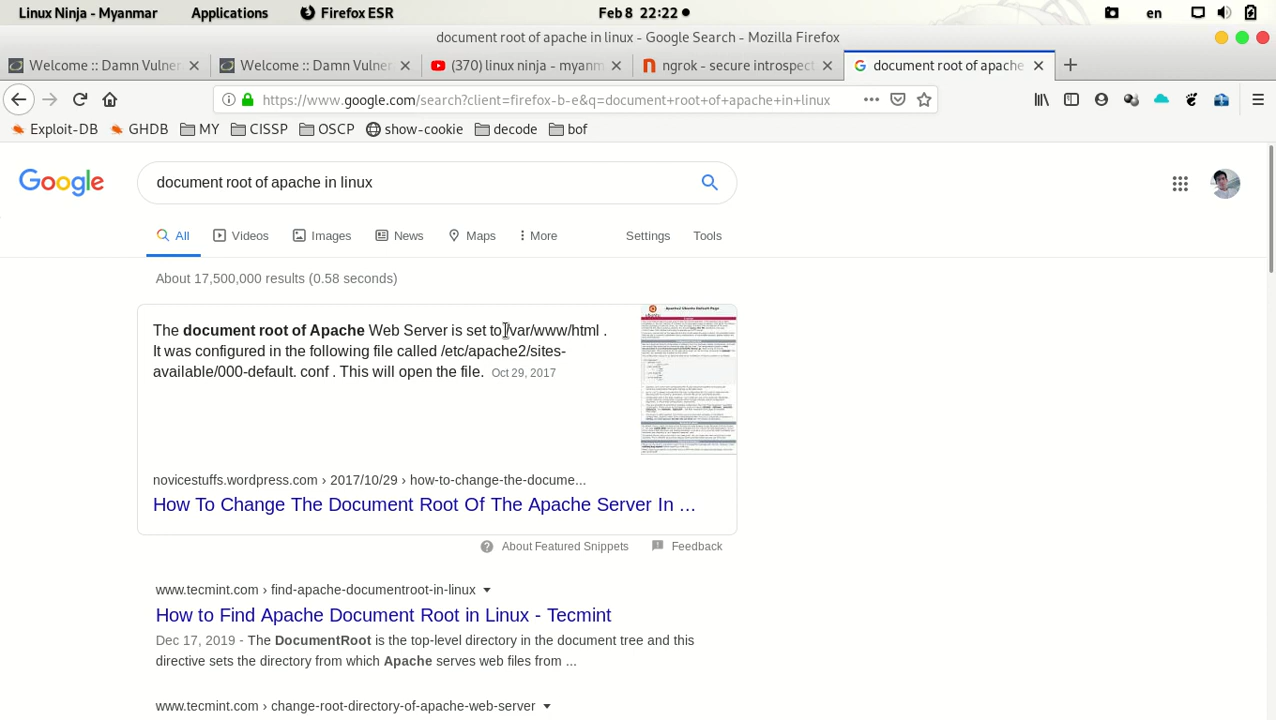 Linux Ninja - Myanmar Applications Firefox ESR Feb 8 22:22 en
document root of apache in linux - Google Search - Mozilla Firefox
Welcome :: Damn Vulner Welcome :: Damn Vulner (370) linux ninja - myanm ngrok - secure introspect document root of apache
https://www.google.com/search?client=firefox-b-e&q=document+root+of+apache+in+linux
Exploit-DB GHDB MY CISSP OSCP show-cookie decode bof
Google document root of apache in linux
All Videos Images News Maps More Settings Tools
About 17,500,000 results (0.58 seconds)
The document root of Apache Web Server is set to /var/www/html .
It was configured in the following file called /etc/apache2/sites-
available/000-default. conf . This will open the file. Oct 29, 2017
novicestuffs.wordpress.com › 2017/10/29 › how-to-change-the-docume...
How To Change The Document Root Of The Apache Server In ...
About Featured Snippets Feedback
www.tecmint.com › find-apache-documentroot-in-linux
How to Find Apache Document Root in Linux - Tecmint
Dec 17, 2019 - The DocumentRoot is the top-level directory in the document tree and this
directive sets the directory from which Apache serves web files from ...
www.tecmint.com › change-root-directory-of-apache-web-server